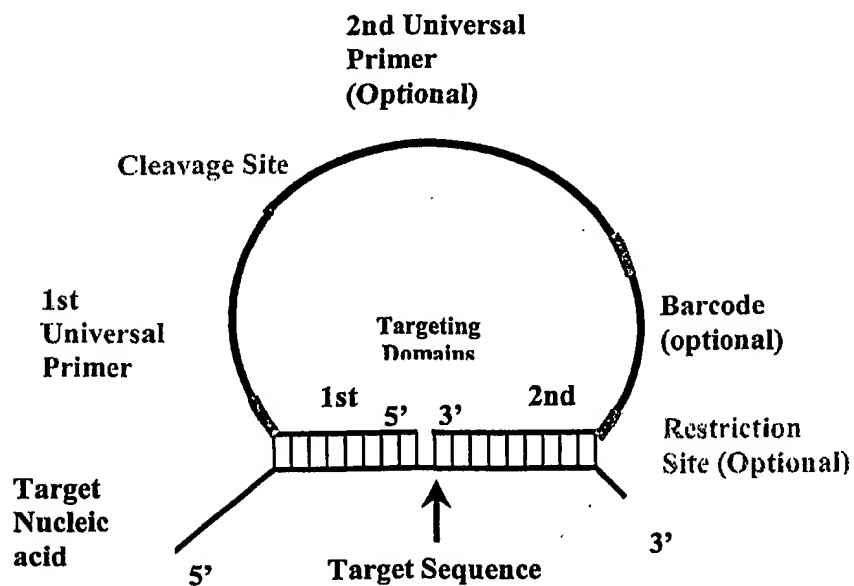 2nd Universal
Primer
(Optional)
Cleavage Site
1st
Universal
Primer
Targeting
Domains
Barcode
(optional)
1st
5’
3’
2nd
Restriction
Site (Optional)
Target
Nucleic
acid
5’
Target Sequence
3’